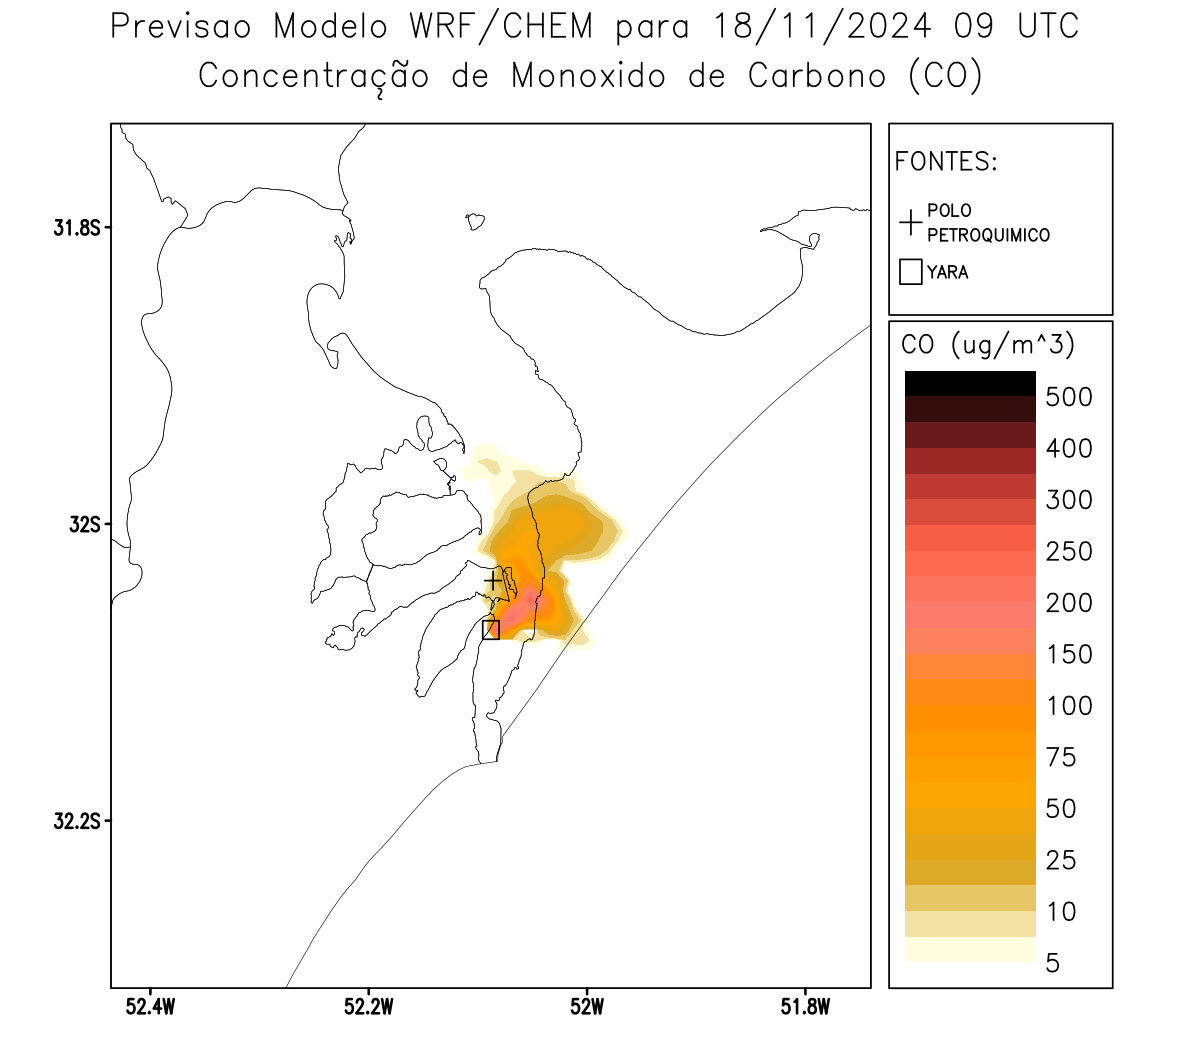 Previsao Modelo WRF/CHEM para 18/11/2024 09 UTC
Concentração de Monoxido de Carbono (CO)
FONTES:
POLO
PETROQUIMICO
YARA
CO (ug/m^3)
500
400
300
250
200
150
100
75
50
25
10
5
31.8S
32S
32.2S
52.4W
52.2W
52W
51.8W